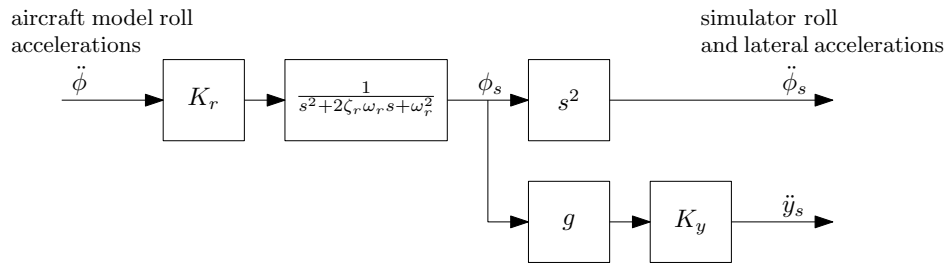 aircraft model roll
accelerations
simulator roll
and lateral accelerations
φ̈
K_r
1/(s²+2ζ_rω_rs+ω_r²)
φ_s
s²
φ̈_s
g
K_y
ÿ_s